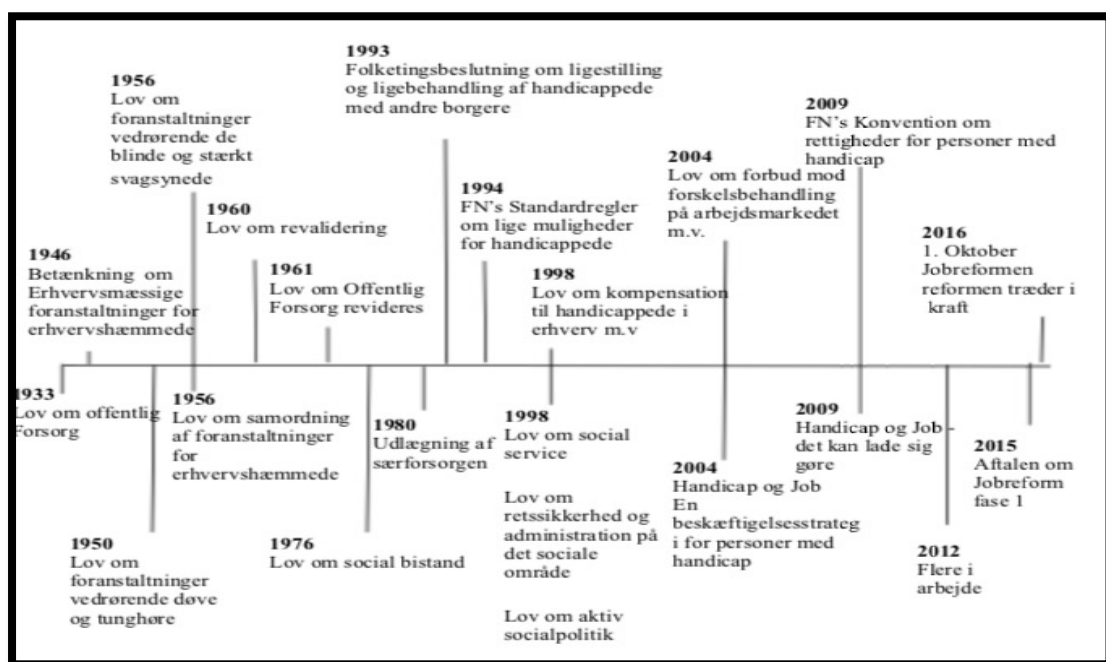 1993
Folketingsbeslutning om ligestilling
og ligebehandling af handicappede
med andre borgere
1956
Lov om
foranstaltninger
vedrørende de
blinde og stærkt
svagsynede
2009
FN's Konvention om
rettigheder for personer med
handicap
2004
Lov om forbud mod
forskelsbehandling
på arbejdsmarkedet
m.v.
1994
FN's Standardregler
om lige muligheder
for handicappede
1960
Lov om revalidering
2016
1. Oktober
Jobreformen
reformen træder i
kraft
1946
Betænkning om
Erhvervsmæssige
foranstaltninger for
erhvervshæmmede
1961
Lov om Offentlig
Forsorg revideres
1998
Lov om kompensation
til handicappede i
erhverv m.v
1933
Lov om offentlig
Forsorg
1956
Lov om samordning
af foranstaltninger
for
erhvervshæmmede
1980
Udlægning af
særforsorgen
1998
Lov om social
service
Lov om
retssikkerhed og
administration på
det sociale
område
Lov om aktiv
socialpolitik
2009
Handicap og Job -
det kan lade sig
gøre
2015
Aftalen om
Jobreform
fase 1
2004
Handicap og Job
En
beskæftigelsesstrateg
i for personer med
handicap
1950
Lov om
foranstaltninger
vedrørende døve
og tunghøre
1976
Lov om social bistand
2012
Flere i
arbejde